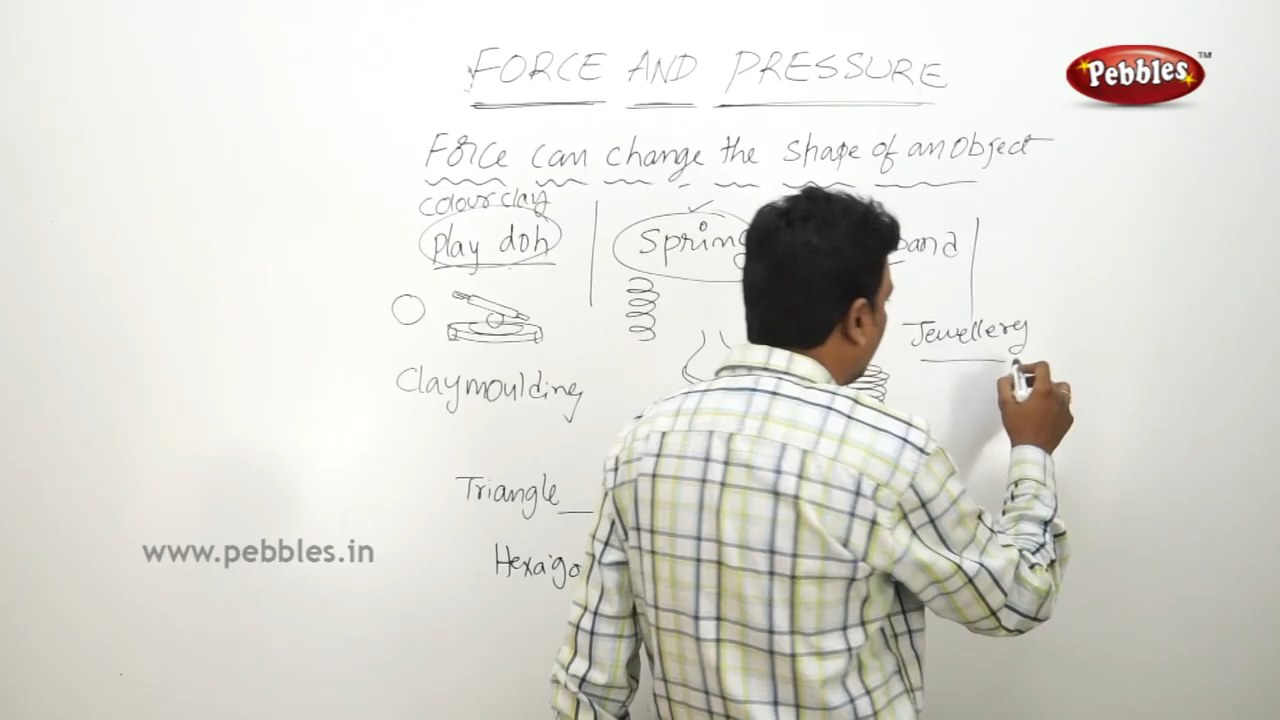 FORCE AND PRESSURE
Pebbles™
Force can change the shape of an object
colour clay
play doh
Spring
band
Jewellery
Claymoulding
Triangle
Hexago
www.pebbles.in